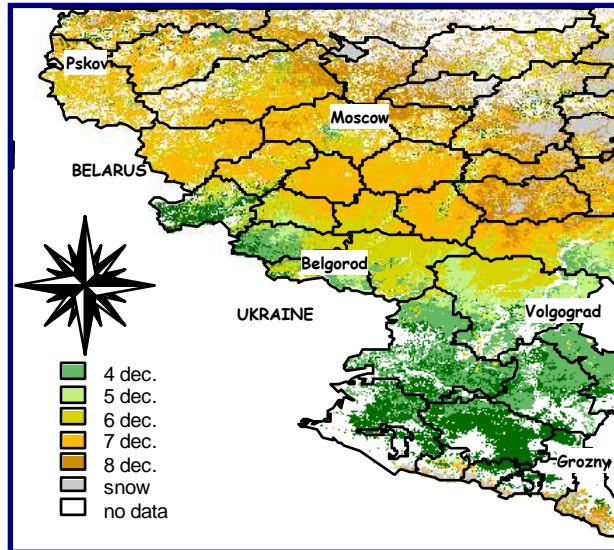 Pskov
Moscow
BELARUS
Belgorod
UKRAINE
Volgograd
Grozny
4 dec.
5 dec.
6 dec.
7 dec.
8 dec.
snow
no data